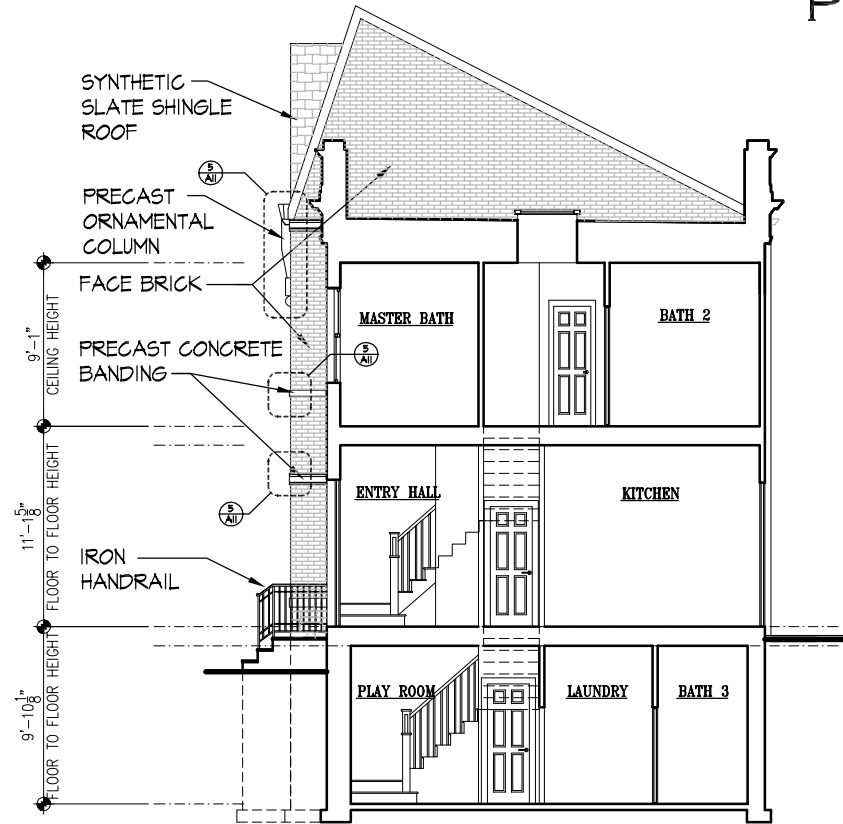 P
SYNTHETIC
SLATE SHINGLE
ROOF
5
A11
PRECAST
ORNAMENTAL
COLUMN
FACE BRICK
MASTER BATH
BATH 2
9'-1"
CEILING HEIGHT
PRECAST CONCRETE
BANDING
5
A11
ENTRY HALL
KITCHEN
11'-1 5/8"
FLOOR TO FLOOR HEIGHT
5
A11
IRON
HANDRAIL
PLAY ROOM
LAUNDRY
BATH 3
9'-10 1/8"
FLOOR TO FLOOR HEIGHT